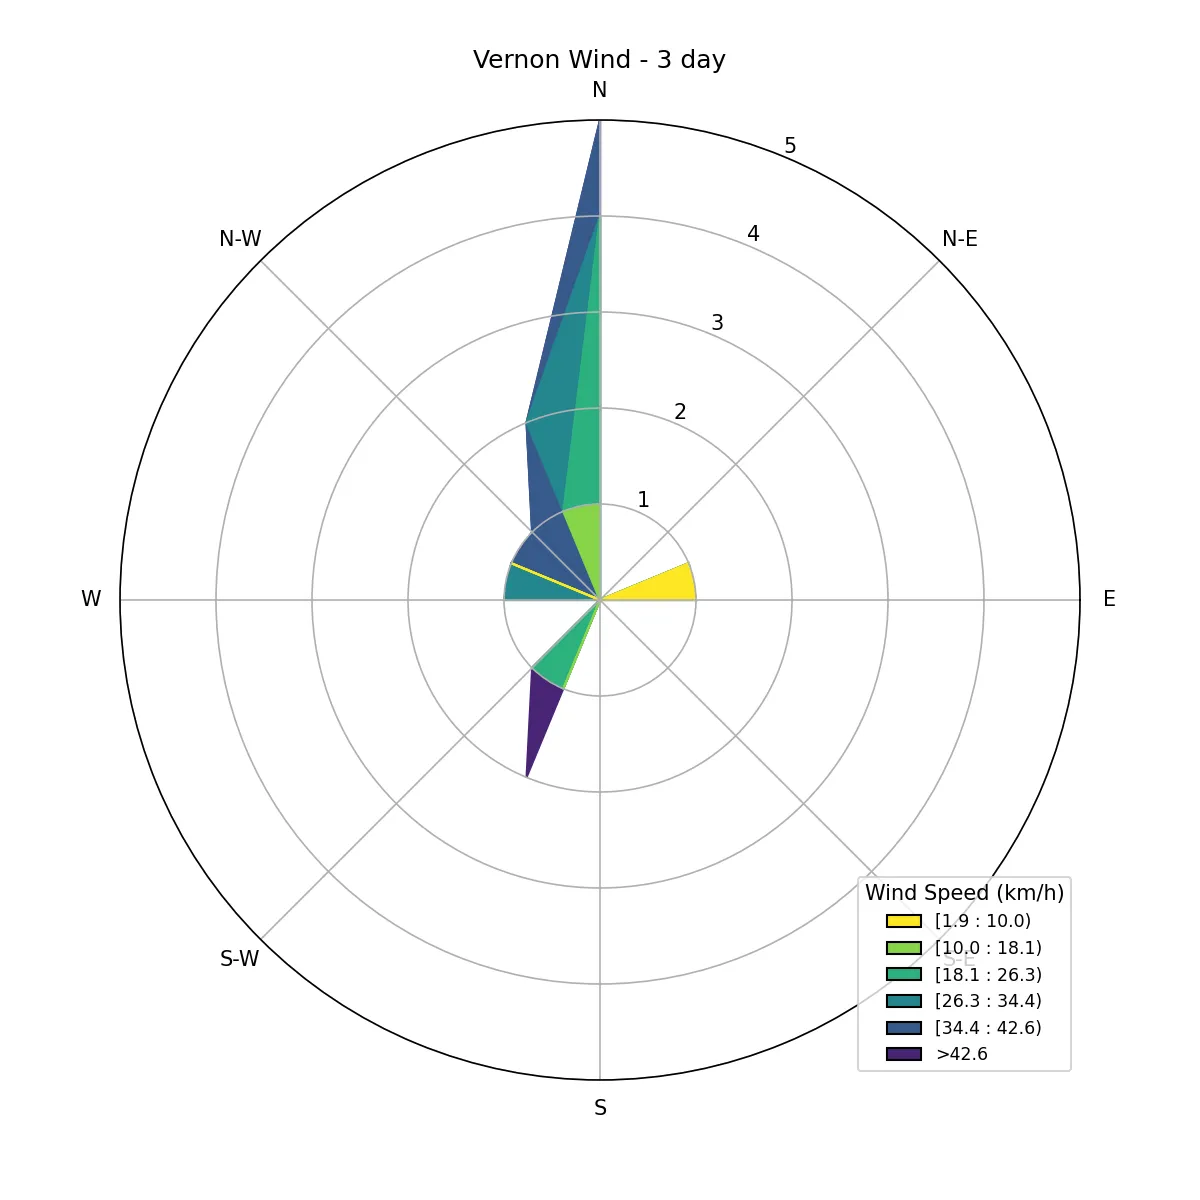 Vernon Wind - 3 day
N
5
N-W
N-E
4
3
2
1
W
E
S-W
S-E
S
Wind Speed (km/h)
[1.9 : 10.0)
[10.0 : 18.1)
[18.1 : 26.3)
[26.3 : 34.4)
[34.4 : 42.6)
>42.6